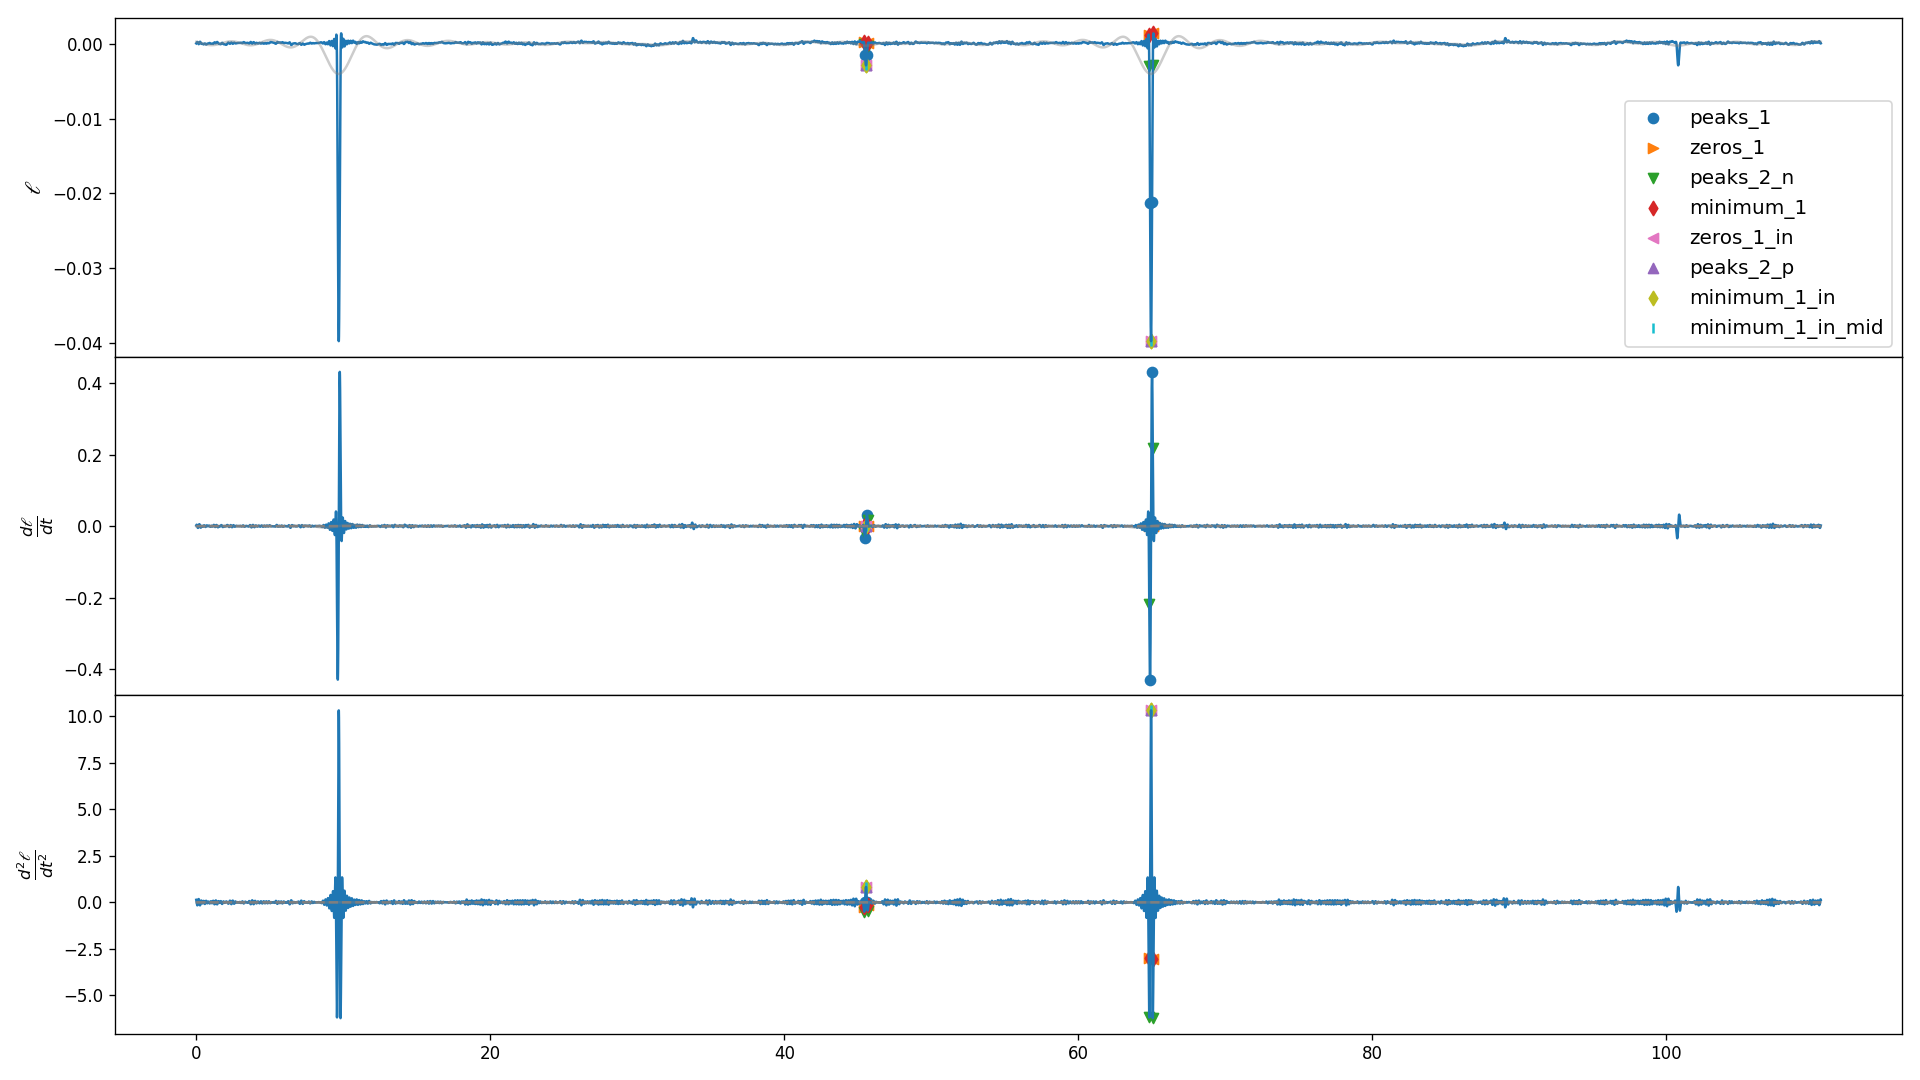 0.00
−0.01
−0.02
−0.03
−0.04
ℓ
peaks_1
zeros_1
peaks_2_n
minimum_1
zeros_1_in
peaks_2_p
minimum_1_in
minimum_1_in_mid
0.4
0.2
0.0
−0.2
−0.4
dℓ
dt
10.0
7.5
5.0
2.5
0.0
−2.5
−5.0
d²ℓ
dt²
0 20 40 60 80 100